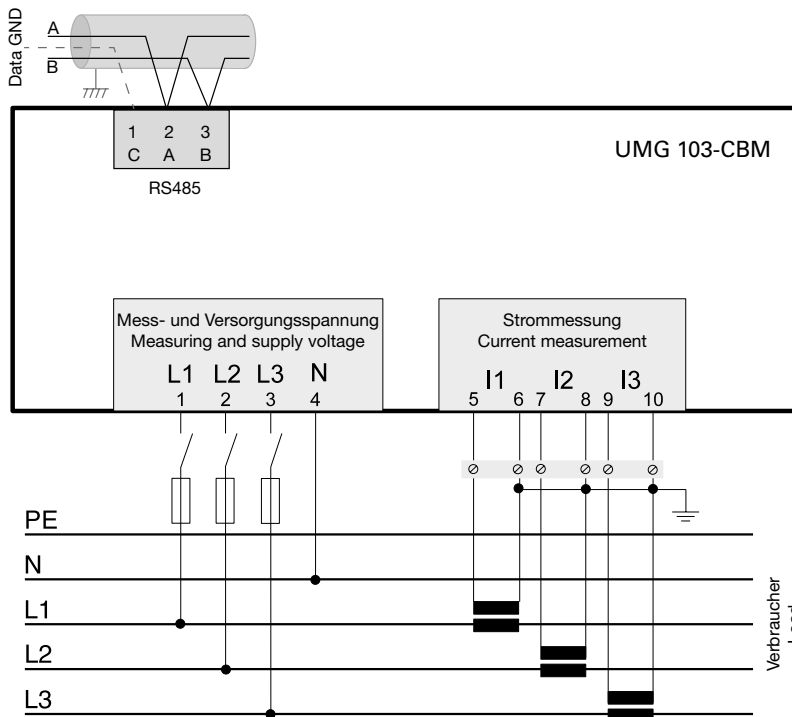 Data GND
A
B
1 2 3
C A B
RS485
UMG 103-CBM
Mess- und Versorgungsspannung
Measuring and supply voltage
L1 L2 L3 N
1 2 3 4
Strommessung
Current measurement
I1 I2 I3
5 6 7 8 9 10
PE
N
L1
L2
L3
Verbraucher
Load